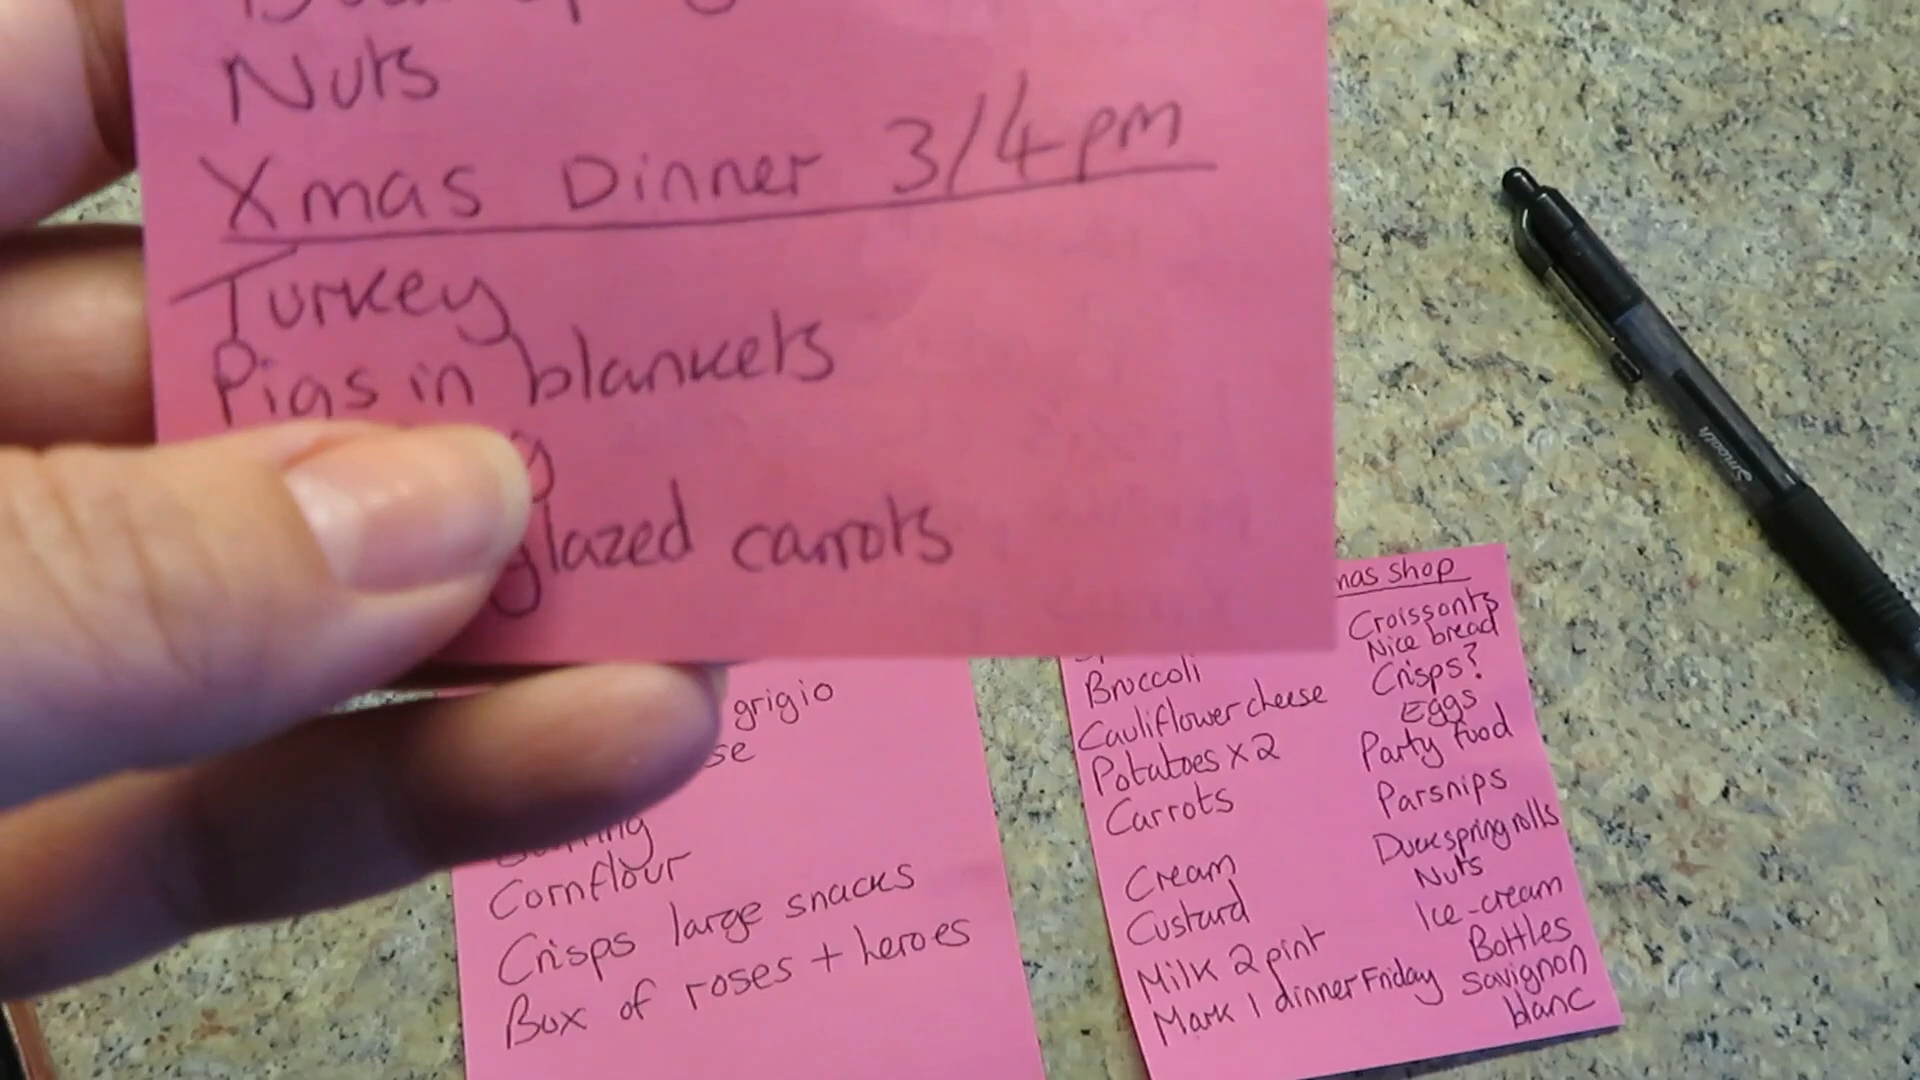 Nuts
Xmas Dinner 3/4pm
Turkey
Pigs in blankets
glazed carrots
grigio
Cornflour
Crisps large snacks
Box of roses + heroes
shop
Broccoli
Cauliflower cheese
Potatoes x 2
Carrots
Cream
Custard
Milk 2 pint
Mark 1 dinner Friday
Croissants
Nice bread
Crisps?
Eggs
Party food
Parsnips
Duck spring rolls
Nuts
Ice-cream
Bottles
Savignon
blanc
Smooth